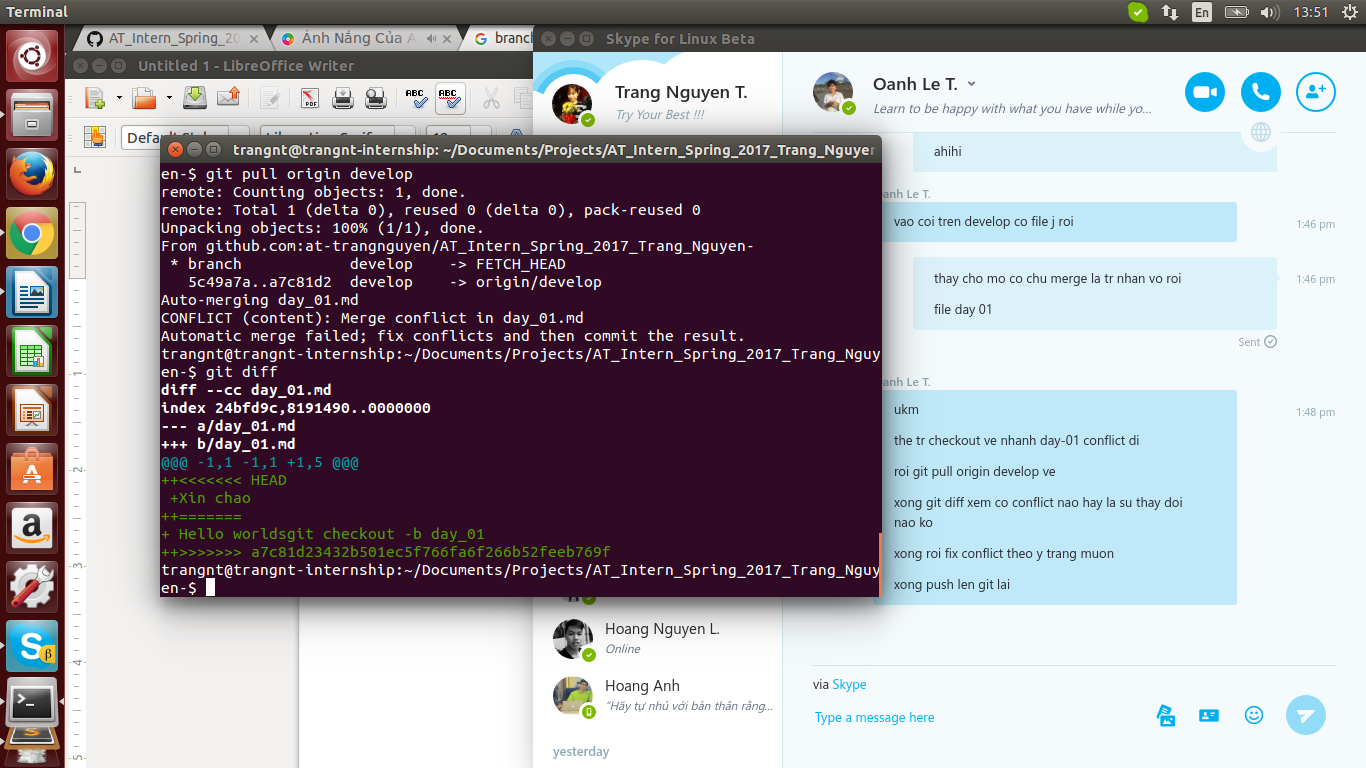 Terminal
En
13:51
AT_Intern_Spring_20
Ánh Nắng Của A
branch
Untitled 1 - LibreOffice Writer
trangnt@trangnt-internship: ~/Documents/Projects/AT_Intern_Spring_2017_Trang_Nguyen
en-$ git pull origin develop
remote: Counting objects: 1, done.
remote: Total 1 (delta 0), reused 0 (delta 0), pack-reused 0
Unpacking objects: 100% (1/1), done.
From github.com:at-trangnguyen/AT_Intern_Spring_2017_Trang_Nguyen-
 * branch            develop    -> FETCH_HEAD
   5c49a7a..a7c81d2  develop    -> origin/develop
Auto-merging day_01.md
CONFLICT (content): Merge conflict in day_01.md
Automatic merge failed; fix conflicts and then commit the result.
trangnt@trangnt-internship:~/Documents/Projects/AT_Intern_Spring_2017_Trang_Nguy
en-$ git diff
diff --cc day_01.md
index 24bfd9c,8191490..0000000
--- a/day_01.md
+++ b/day_01.md
@@@ -1,1 -1,1 +1,5 @@@
++<<<<<<< HEAD
 +Xin chao
++=======
+ Hello worldsgit checkout -b day_01
++>>>>>>> a7c81d23432b501ec5f766fa6f266b52feeb769f
trangnt@trangnt-internship:~/Documents/Projects/AT_Intern_Spring_2017_Trang_Nguy
en-$
Skype for Linux Beta
Trang Nguyen T.
Try Your Best !!!
Hoang Nguyen L.
Online
Hoang Anh
“Hãy tự nhủ với bản thân rằng...
yesterday
Oanh Le T.
Learn to be happy with what you have while yo...
ahihi
anh Le T.
vao coi tren develop co file j roi
1:46 pm
thay cho mo co chu merge la tr nhan vo roi
1:46 pm
file day 01
Sent
anh Le T.
ukm
1:48 pm
the tr checkout ve nhanh day-01 conflict di
roi git pull origin develop ve
xong git diff xem co conflict nao hay la su thay doi
nao ko
xong roi fix conflict theo y trang muon
xong push len git lai
via Skype
Type a message here